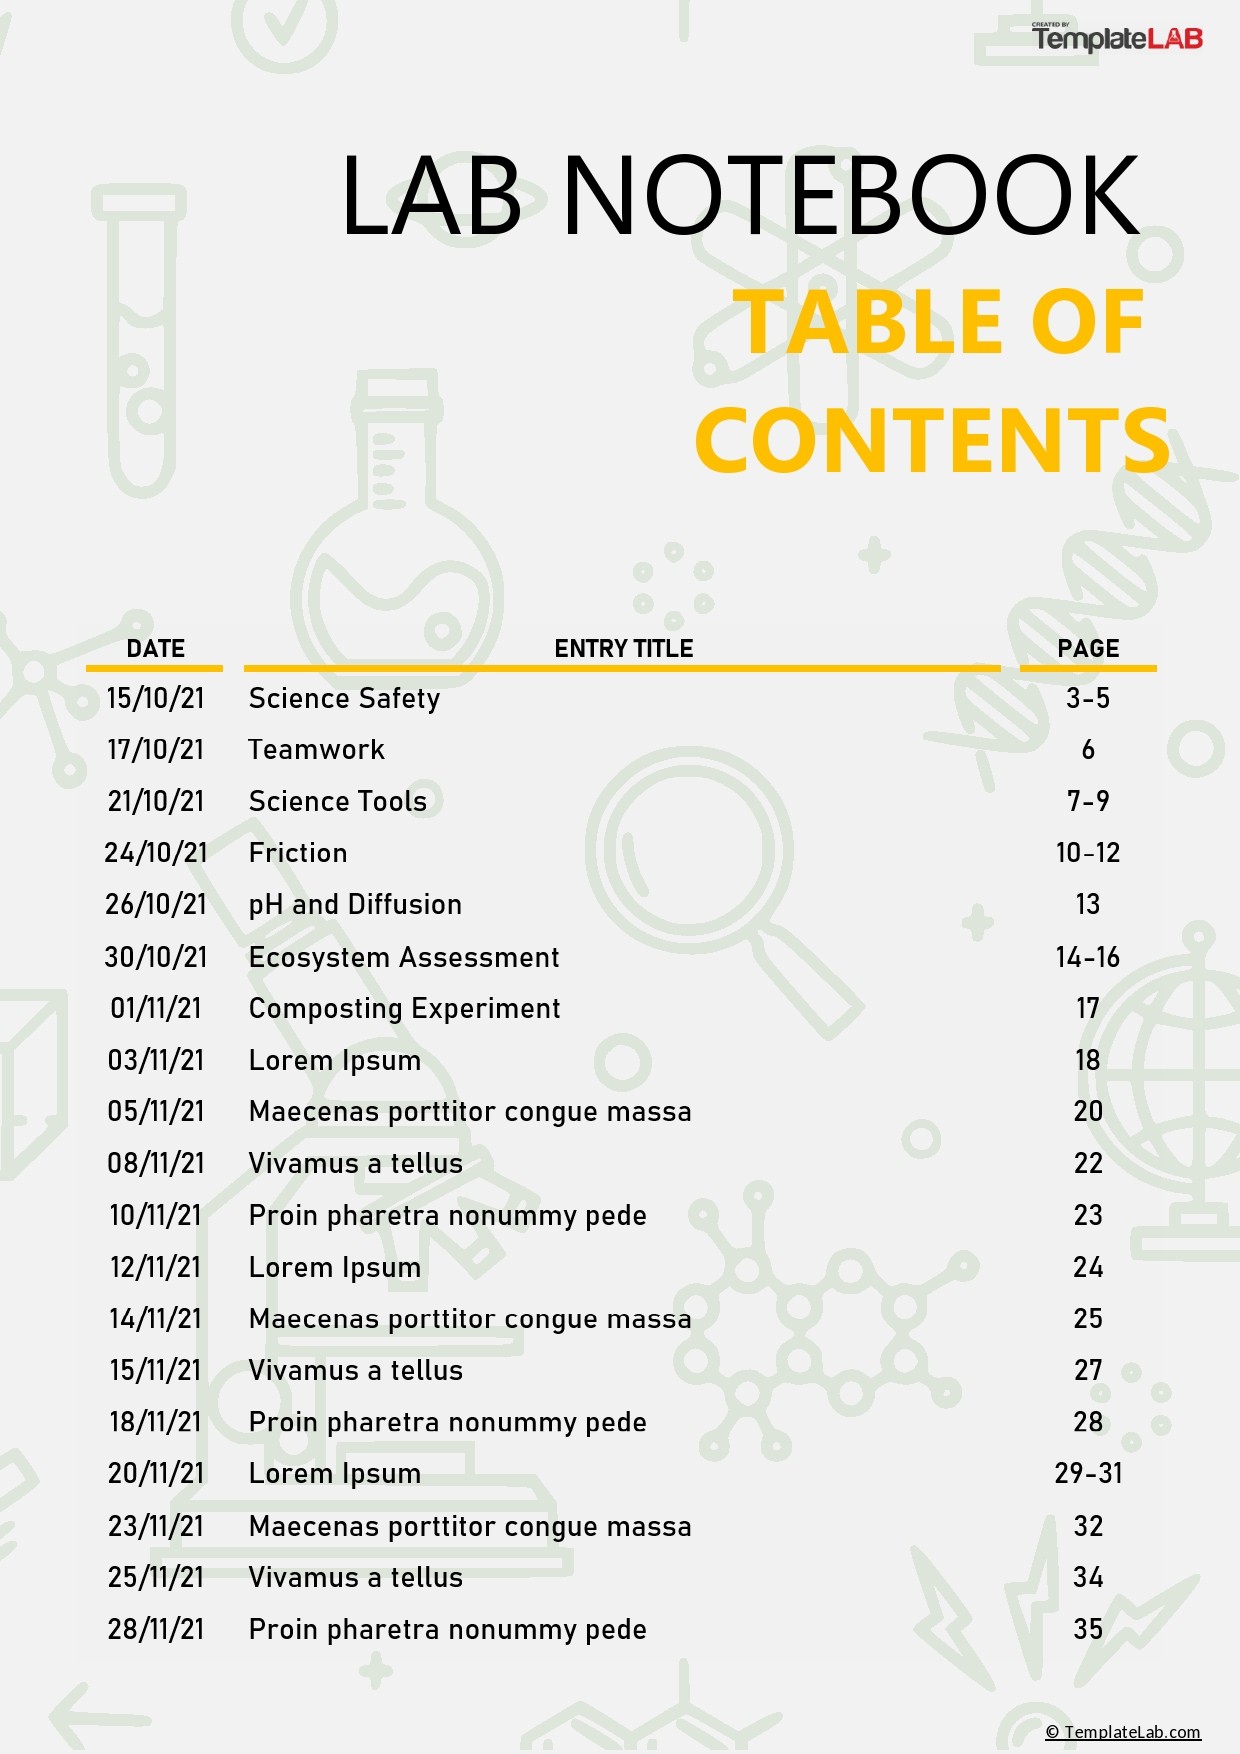 CREATED BY
TemplateLAB
LAB NOTEBOOK
TABLE OF
CONTENTS
DATE ENTRY TITLE PAGE
15/10/21 Science Safety 3-5
17/10/21 Teamwork 6
21/10/21 Science Tools 7-9
24/10/21 Friction 10-12
26/10/21 pH and Diffusion 13
30/10/21 Ecosystem Assessment 14-16
01/11/21 Composting Experiment 17
03/11/21 Lorem Ipsum 18
05/11/21 Maecenas porttitor congue massa 20
08/11/21 Vivamus a tellus 22
10/11/21 Proin pharetra nonummy pede 23
12/11/21 Lorem Ipsum 24
14/11/21 Maecenas porttitor congue massa 25
15/11/21 Vivamus a tellus 27
18/11/21 Proin pharetra nonummy pede 28
20/11/21 Lorem Ipsum 29-31
23/11/21 Maecenas porttitor congue massa 32
25/11/21 Vivamus a tellus 34
28/11/21 Proin pharetra nonummy pede 35
© TemplateLab.com